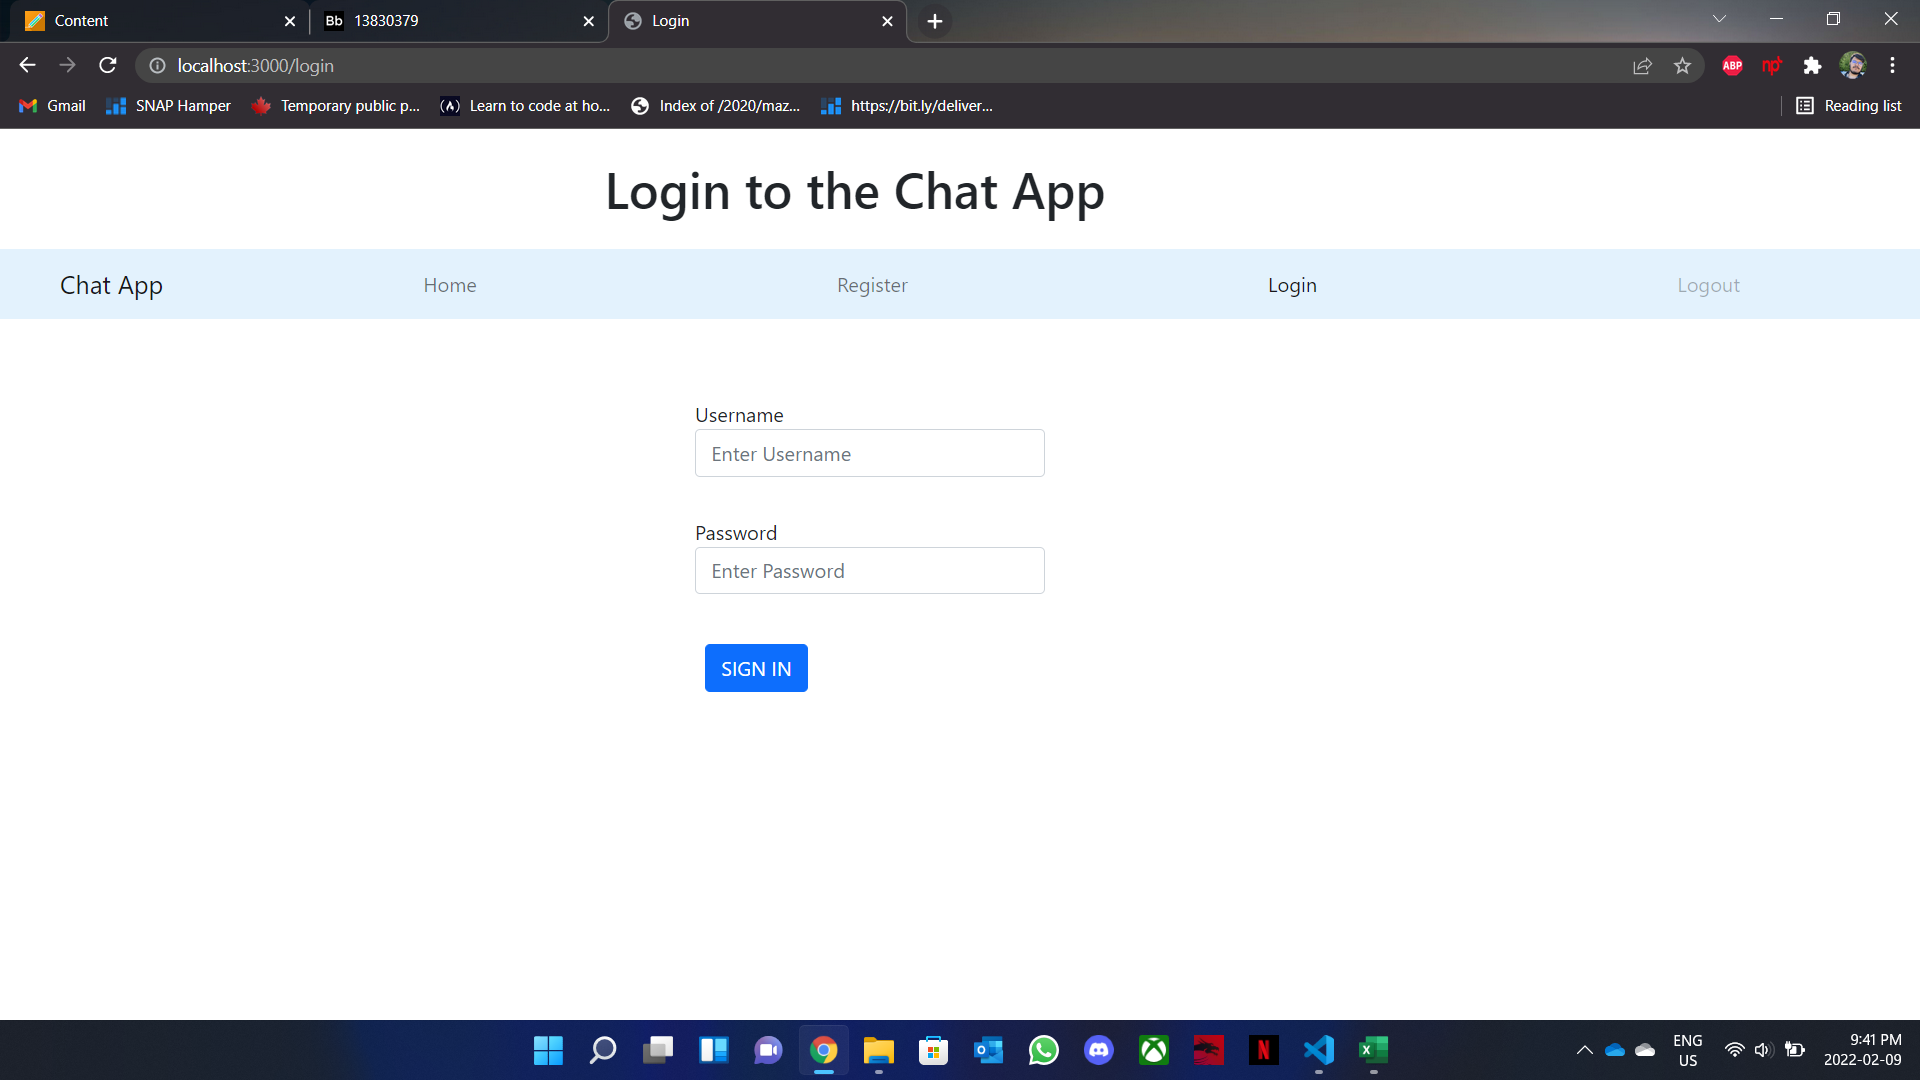 Content
Bb 13830379
Login
localhost:3000/login
ABP
np
Gmail
SNAP Hamper
Temporary public p...
Learn to code at ho...
Index of /2020/maz...
https://bit.ly/deliver...
Reading list
Login to the Chat App
Chat App
Home
Register
Login
Logout
Username
Enter Username
Password
Enter Password
SIGN IN
ENG
US
9:41 PM
2022-02-09